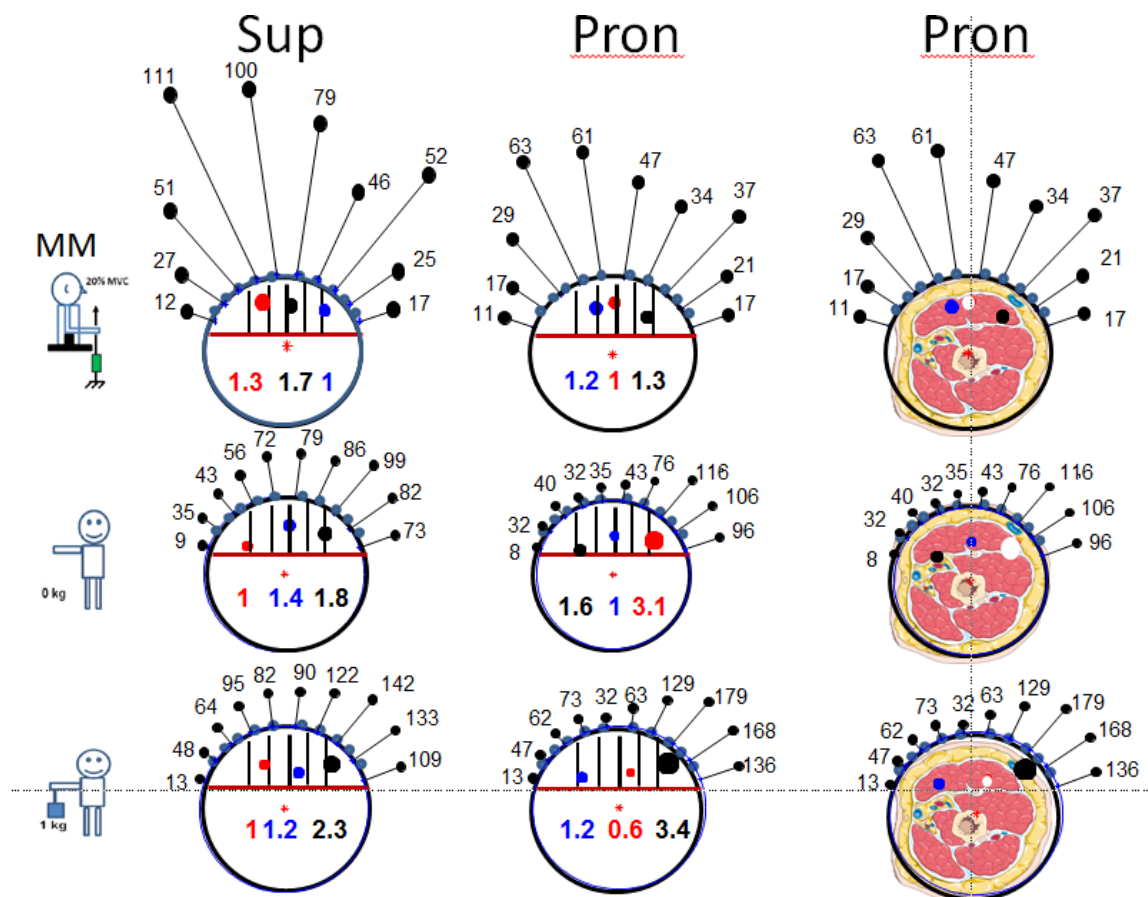 Sup Pron Pron
111 100 79 52 46 51 27 25 12 17
63 61 47 37 34 29 17 21 11 17
63 61 47 37 34 29 17 21 11 17
MM
20% MVC
1.3 1.7 1
1.2 1 1.3
72 79 56 86 99 43 82 35 73 9
32 35 43 76 116 40 106 32 96 8
32 35 43 76 116 40 106 32 96 8
0 kg
1 1.4 1.8
1.6 1 3.1
82 90 122 95 142 64 133 48 109 13
73 32 63 129 179 62 168 47 136 13
73 32 63 129 179 62 168 47 136 13
1 kg
1 1.2 2.3
1.2 0.6 3.4